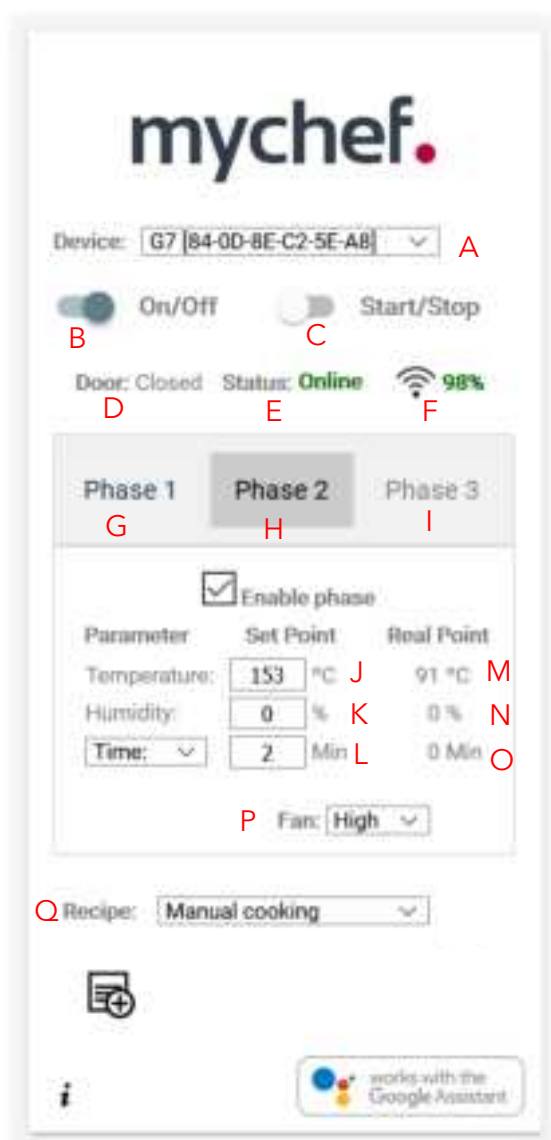 mychef.
Device: G7 [84-0D-8E-C2-5E-A8] A
On/Off Start/Stop
B C
Door: Closed Status: Online 98%
D E F
Phase 1 Phase 2 Phase 3
G H I
Enable phase
Parameter Set Point Real Point
Temperature: 153 °C J 91 °C M
Humidity: 0 % K 0 % N
Time: 2 Min L 0 Min O
P Fan: High
Q Recipe: Manual cooking
i
works with the
Google Assistant